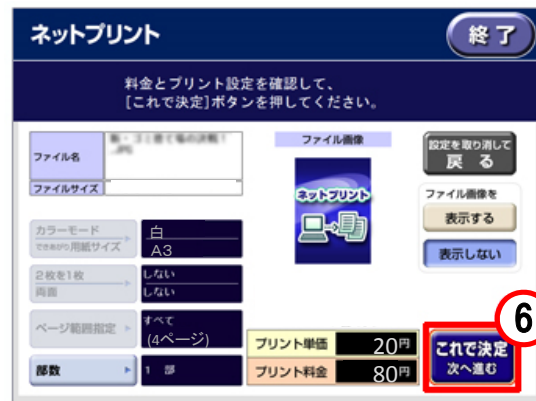 ネットプリント
終了
料金とプリント設定を確認して、
[これで決定]ボタンを押してください。
ファイル名
.JPG
ファイルサイズ
ファイル画像
ネットプリント
設定を取り消して
戻る
ファイル画像を
表示する
表示しない
カラーモード
できあがり用紙サイズ
白
A3
2枚を1枚
両面
しない
しない
ページ範囲指定
すべて
(4ページ)
部数
1 部
プリント単価
20円
プリント料金
80円
6
これで決定
次へ進む